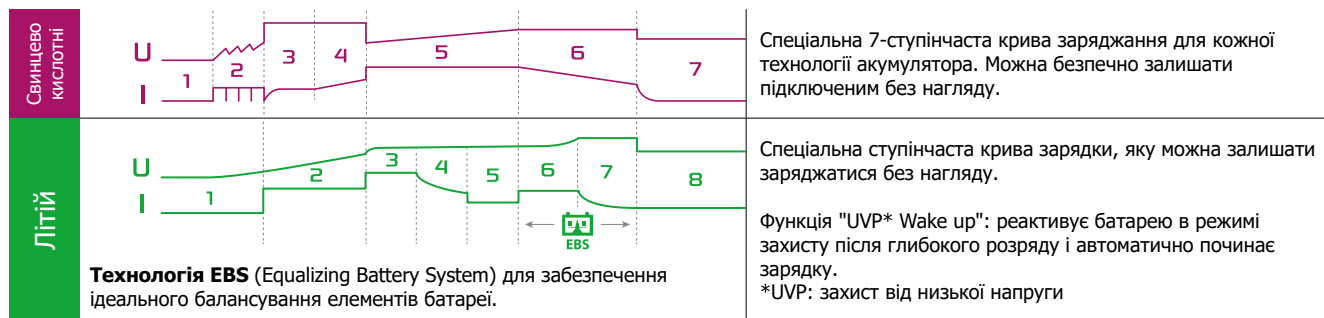 Свинцево
кислотні
U
I
1
2
3
4
5
6
7
Спеціальна 7-ступінчаста крива заряджання для кожної
технології акумулятора. Можна безпечно залишати
підключеним без нагляду.
Літій
U
I
1
2
3
4
5
6
7
8
EBS
Технологія EBS (Equalizing Battery System) для забезпечення
ідеального балансування елементів батареї.
Спеціальна ступінчаста крива зарядки, яку можна залишати
заряджатися без нагляду.
Функція "UVP* Wake up": реактивує батарею в режимі
захисту після глибокого розряду і автоматично починає
зарядку.
*UVP: захист від низької напруги